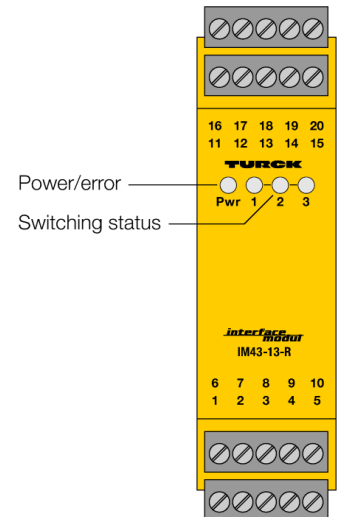 16 17 18 19 20
11 12 13 14 15
TURCK
Power/error
Pwr 1 2 3
Switching status
interface
modul
IM43-13-R
6 7 8 9 10
1 2 3 4 5